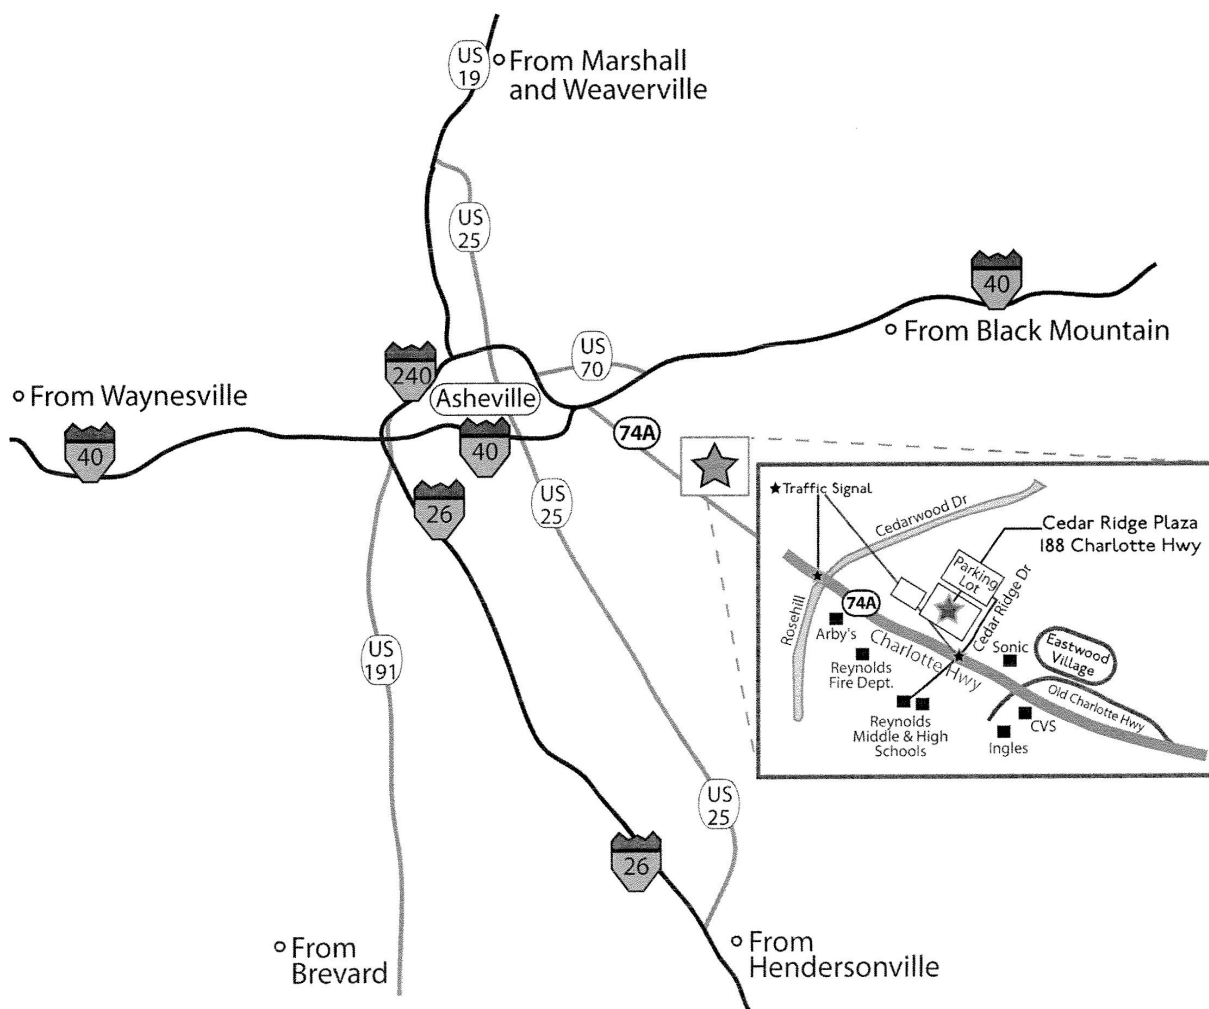 US
19
From Marshall
and Weaverville
US
25
40
From Black Mountain
US
70
240
Asheville
From Waynesville
40
40
74A
26
US
25
Traffic Signal
Cedarwood Dr
Cedar Ridge Plaza
188 Charlotte Hwy
Parking
Lot
Cedar Ridge Dr
Rosehill
74A
Arby's
Charlotte Hwy
Sonic
Eastwood
Village
Reynolds
Fire Dept.
Old Charlotte Hwy
Reynolds
Middle & High
Schools
CVS
Ingles
US
191
US
25
26
From
Brevard
From
Hendersonville